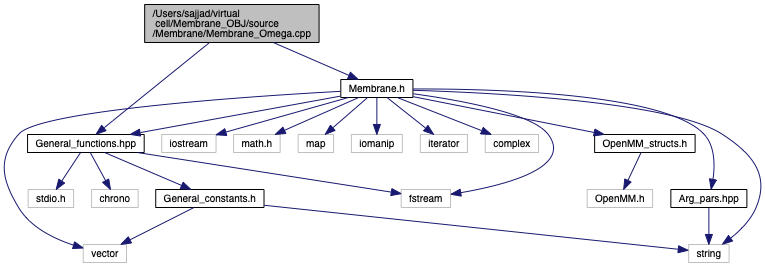 /Users/sajjad/virtual
cell/Membrane_OBJ/source
/Membrane/Membrane_Omega.cpp
Membrane.h
General_functions.hpp
iostream
math.h
map
iomanip
iterator
complex
OpenMM_structs.h
stdio.h
chrono
General_constants.h
fstream
OpenMM.h
Arg_pars.hpp
vector
string